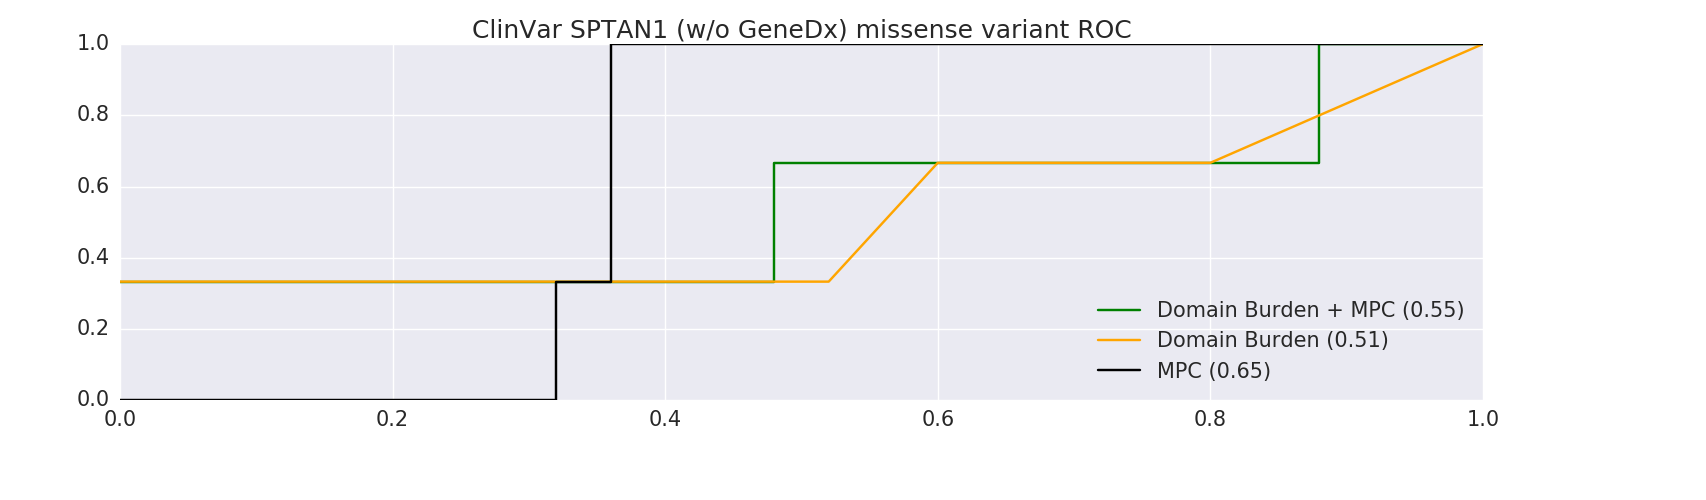 ClinVar SPTAN1 (w/o GeneDx) missense variant ROC
1.0
0.8
0.6
0.4
0.2
0.0
Domain Burden + MPC (0.55)
Domain Burden (0.51)
MPC (0.65)
0.0 0.2 0.4 0.6 0.8 1.0